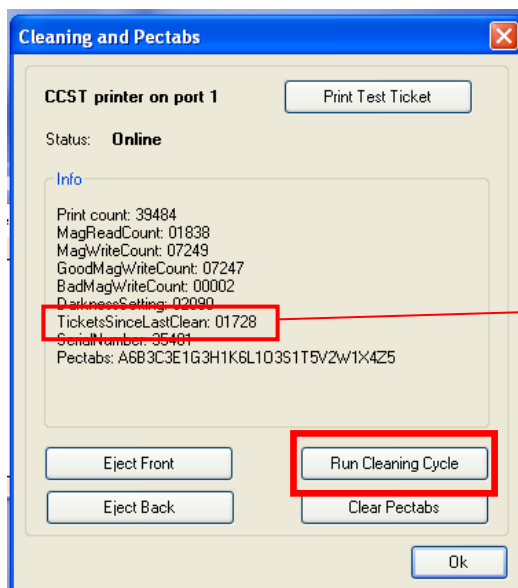 Cleaning and Pectabs
CCST printer on port 1
Print Test Ticket
Status: Online
Info
Print count: 39484
MagReadCount: 01838
MagWriteCount: 07249
GoodMagWriteCount: 07247
BadMagWriteCount: 00002
DarknessSetting: 02090
TicketsSinceLastClean: 01728
SerialNumber: 35481
Pectabs: A6B3C3E1G3H1K6L1O3S1T5V2W1X4Z5
Eject Front
Run Cleaning Cycle
Eject Back
Clear Pectabs
Ok